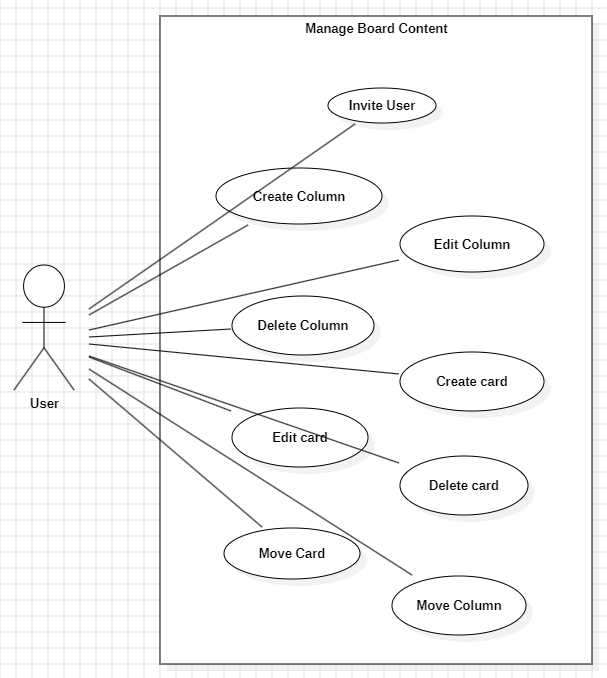 Manage Board Content
Invite User
Create Column
Edit Column
Delete Column
Create card
User
Edit card
Delete card
Move Card
Move Column